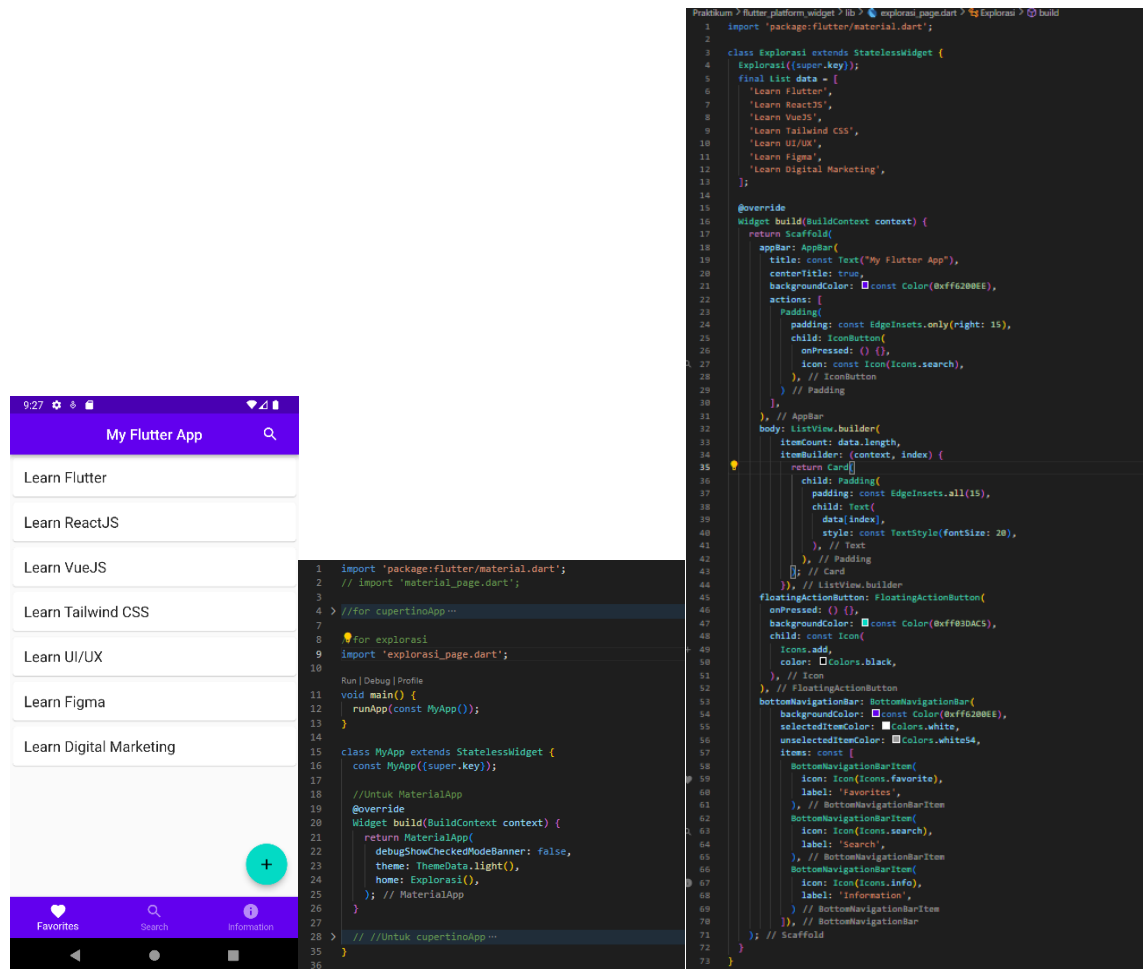 9:27
My Flutter App
Learn Flutter
Learn ReactJS
Learn VueJS
Learn Tailwind CSS
Learn UI/UX
Learn Figma
Learn Digital Marketing
+
Favorites Search Information
1 import 'package:flutter/material.dart';
2 // import 'material_page.dart';
3
4 > //for cupertinoApp ···
7
8 //for explorasi
9 import 'explorasi_page.dart';
10
Run | Debug | Profile
11 void main() {
12 runApp(const MyApp());
13 }
14
15 class MyApp extends StatelessWidget {
16 const MyApp({super.key});
17
18 //Untuk MaterialApp
19 @override
20 Widget build(BuildContext context) {
21 return MaterialApp(
22 debugShowCheckedModeBanner: false,
23 theme: ThemeData.light(),
24 home: Explorasi(),
25 ); // MaterialApp
26 }
27
28 > // //Untuk cupertinoApp ···
35 }
36
Praktikum > flutter_platform_widget > lib > explorasi_page.dart > Explorasi > build
1 import 'package:flutter/material.dart';
2
3 class Explorasi extends StatelessWidget {
4 Explorasi({super.key});
5 final List data = [
6 'Learn Flutter',
7 'Learn ReactJS',
8 'Learn VueJS',
9 'Learn Tailwind CSS',
10 'Learn UI/UX',
11 'Learn Figma',
12 'Learn Digital Marketing',
13 ];
14
15 @override
16 Widget build(BuildContext context) {
17 return Scaffold(
18 appBar: AppBar(
19 title: const Text("My Flutter App"),
20 centerTitle: true,
21 backgroundColor: const Color(0xff6200EE),
22 actions: [
23 Padding(
24 padding: const EdgeInsets.only(right: 15),
25 child: IconButton(
26 onPressed: () {},
27 icon: const Icon(Icons.search),
28 ), // IconButton
29 ) // Padding
30 ],
31 ), // AppBar
32 body: ListView.builder(
33 itemCount: data.length,
34 itemBuilder: (context, index) {
35 return Card(
36 child: Padding(
37 padding: const EdgeInsets.all(15),
38 child: Text(
39 data[index],
40 style: const TextStyle(fontSize: 20),
41 ), // Text
42 ), // Padding
43 ); // Card
44 }), // ListView.builder
45 floatingActionButton: FloatingActionButton(
46 onPressed: () {},
47 backgroundColor: const Color(0xff03DAC5),
48 child: const Icon(
49 Icons.add,
50 color: Colors.black,
51 ), // Icon
52 ), // FloatingActionButton
53 bottomNavigationBar: BottomNavigationBar(
54 backgroundColor: const Color(0xff6200EE),
55 selectedItemColor: Colors.white,
56 unselectedItemColor: Colors.white54,
57 items: const [
58 BottomNavigationBarItem(
59 icon: Icon(Icons.favorite),
60 label: 'Favorites',
61 ), // BottomNavigationBarItem
62 BottomNavigationBarItem(
63 icon: Icon(Icons.search),
64 label: 'Search',
65 ), // BottomNavigationBarItem
66 BottomNavigationBarItem(
67 icon: Icon(Icons.info),
68 label: 'Information',
69 ) // BottomNavigationBarItem
70 ]), // BottomNavigationBar
71 ); // Scaffold
72 }
73 }